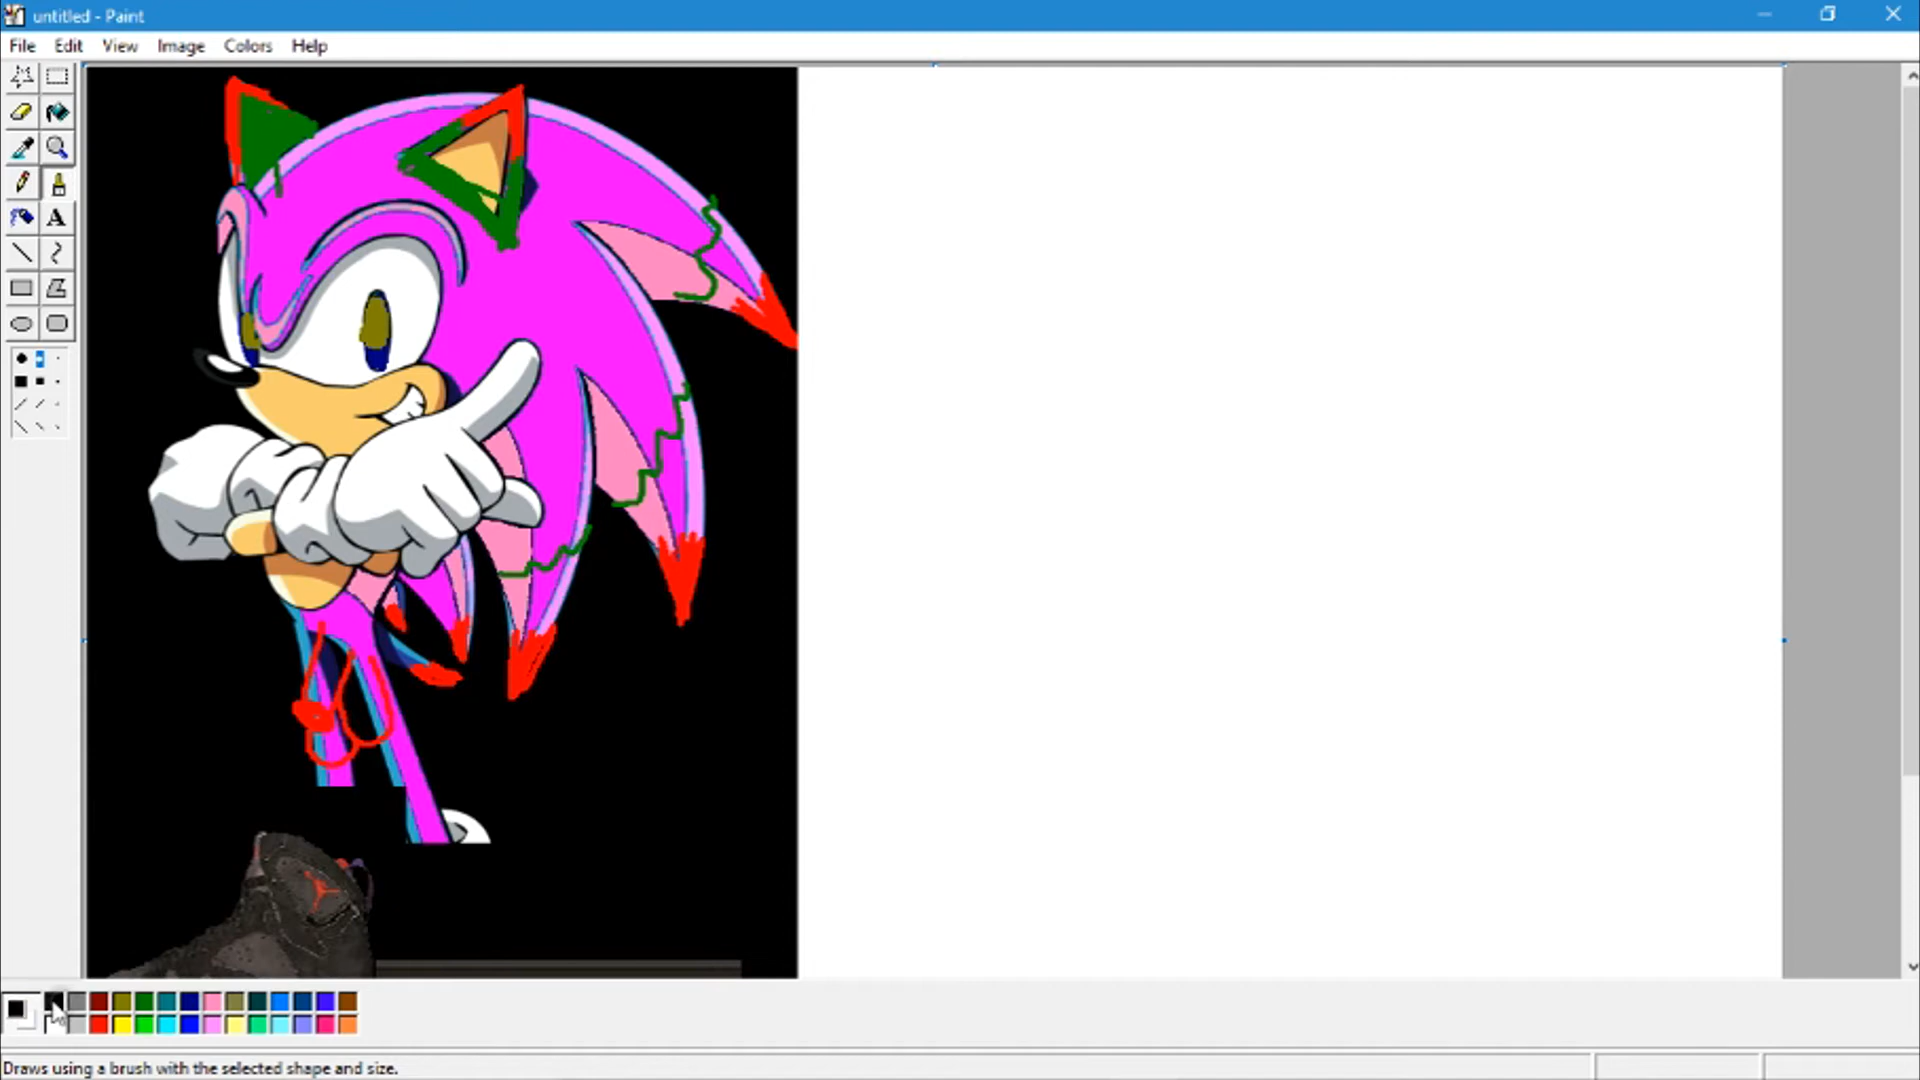 untitled - Paint
File Edit View Image Colors Help
A
Draws using a brush with the selected shape and size.